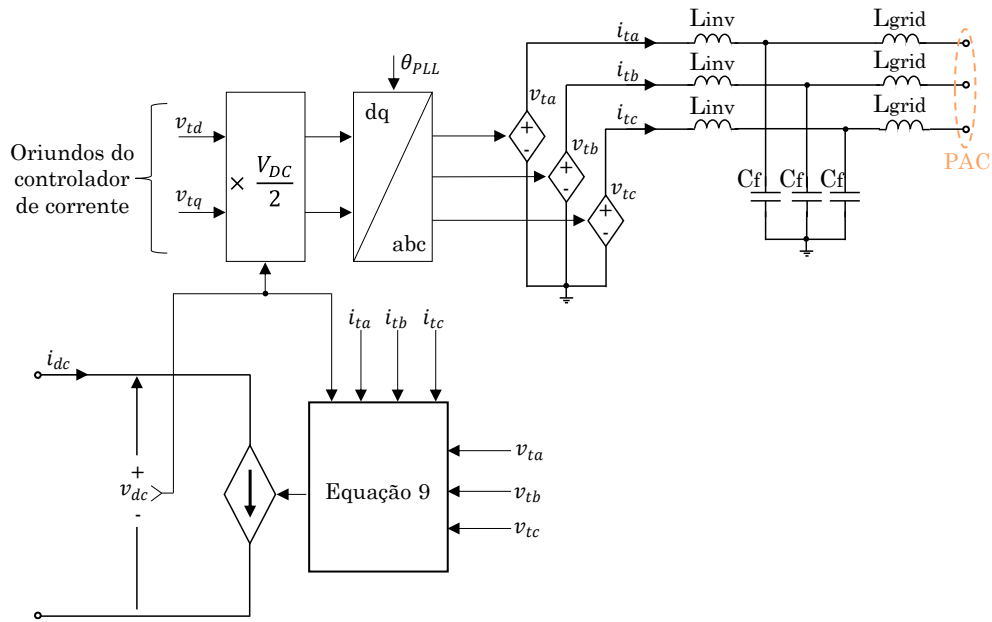 i_ta Linv Lgrid
θ_PLL
i_tb Linv Lgrid
v_ta
dq
i_tc Linv Lgrid
v_td
+
-
Oriundos do
controlador
de corrente
× V_DC
2
v_tb
+
-
PAC
Cf Cf Cf
v_tq
v_tc
+
-
abc
i_ta i_tb i_tc
i_dc
v_ta
+
v_dc
-
Equação 9
v_tb
v_tc